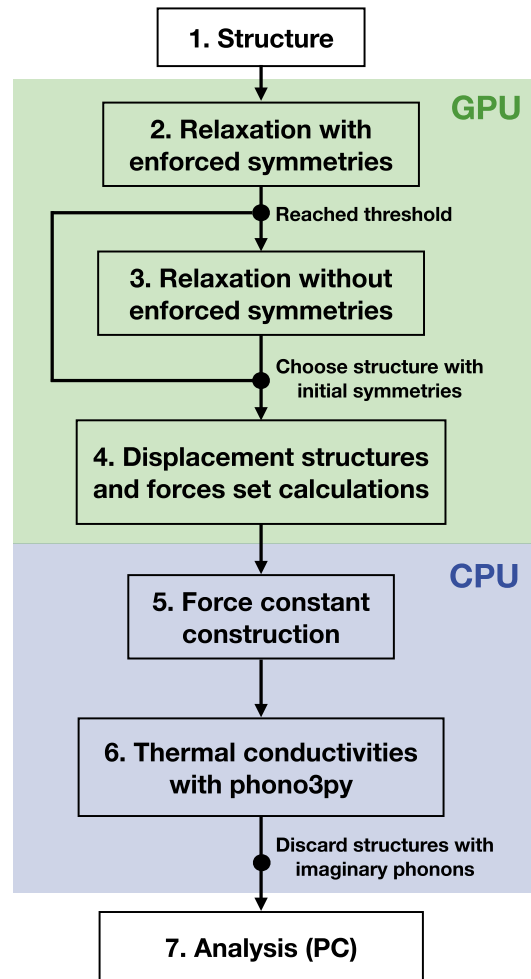 1. Structure
GPU
2. Relaxation with
enforced symmetries
Reached threshold
3. Relaxation without
enforced symmetries
Choose structure with
initial symmetries
4. Displacement structures
and forces set calculations
CPU
5. Force constant
construction
6. Thermal conductivities
with phono3py
Discard structures with
imaginary phonons
7. Analysis (PC)